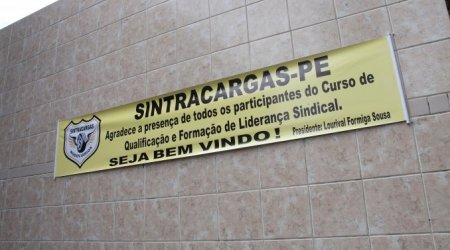 SINTRACARGAS-PE
Agradece a presença de todos os participantes do Curso de
Qualificação e Formação de Liderança Sindical.
SEJA BEM VINDO !
Presidente: Lourival Formiga Sousa
SINTRACARGAS